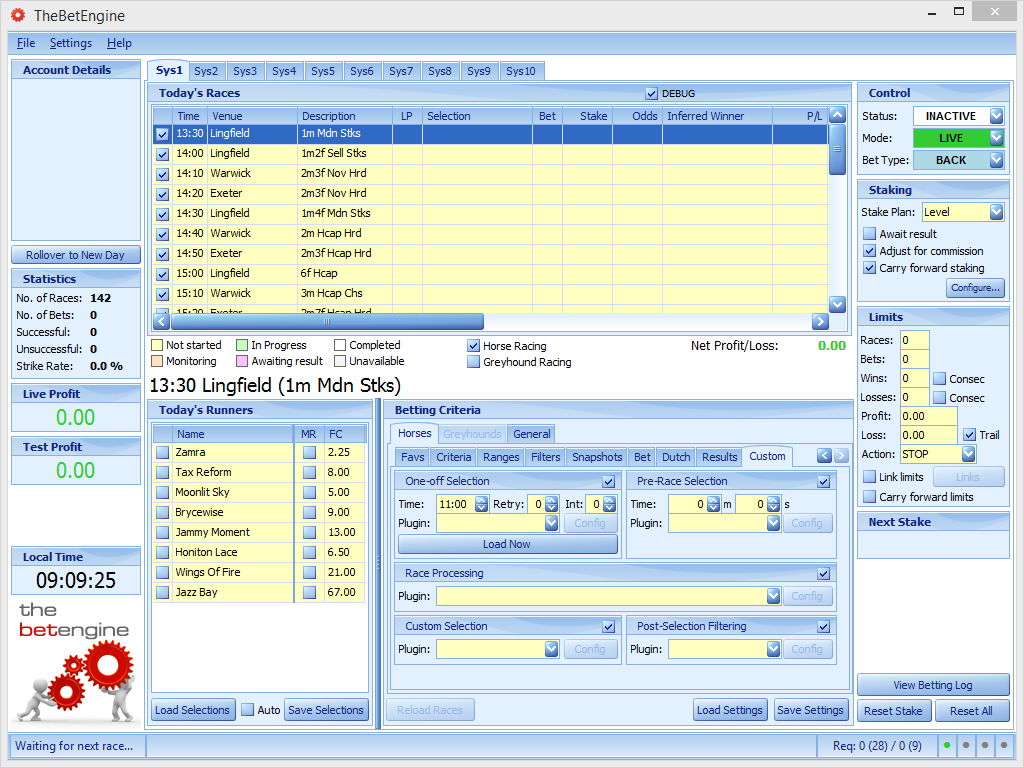 TheBetEngine
File Settings Help
Account Details
Rollover to New Day
Statistics
No. of Races: 142
No. of Bets: 0
Successful: 0
Unsuccessful: 0
Strike Rate: 0.0 %
Live Profit
0.00
Test Profit
0.00
Local Time
09:09:25
the
betengine
Sys1 Sys2 Sys3 Sys4 Sys5 Sys6 Sys7 Sys8 Sys9 Sys10
Today's Races DEBUG
Time Venue Description LP Selection Bet Stake Odds Inferred Winner P/L
13:30 Lingfield 1m Mdn Stks
14:00 Lingfield 1m2f Sell Stks
14:10 Warwick 2m3f Nov Hrd
14:20 Exeter 2m3f Nov Hrd
14:30 Lingfield 1m4f Mdn Stks
14:40 Warwick 2m Hcap Hrd
14:50 Exeter 2m3f Hcap Hrd
15:00 Lingfield 6f Hcap
15:10 Warwick 3m Hcap Chs
15:20 Exeter 2m7f Hcap
Not started In Progress Completed Horse Racing Net Profit/Loss: 0.00
Monitoring Awaiting result Unavailable Greyhound Racing
13:30 Lingfield (1m Mdn Stks)
Today's Runners
Name MR FC
Zamra 2.25
Tax Reform 8.00
Moonlit Sky 5.00
Brycewise 9.00
Jammy Moment 13.00
Honiton Lace 6.50
Wings Of Fire 21.00
Jazz Bay 67.00
Load Selections Auto Save Selections
Betting Criteria
Horses Greyhounds General
Favs Criteria Ranges Filters Snapshots Bet Dutch Results Custom
One-off Selection
Time: 11:00 Retry: 0 Int: 0
Plugin: Config
Load Now
Pre-Race Selection
Time: 0 m 0 s
Plugin: Config
Race Processing
Plugin: Config
Custom Selection
Plugin: Config
Post-Selection Filtering
Plugin: Config
Reload Races Load Settings Save Settings
Control
Status: INACTIVE
Mode: LIVE
Bet Type: BACK
Staking
Stake Plan: Level
Await result
Adjust for commission
Carry forward staking
Configure...
Limits
Races: 0
Bets: 0
Wins: 0 Consec
Losses: 0 Consec
Profit: 0.00
Loss: 0.00 Trail
Action: STOP
Link limits Links
Carry forward limits
Next Stake
View Betting Log
Reset Stake Reset All
Waiting for next race... Req: 0 (28) / 0 (9)